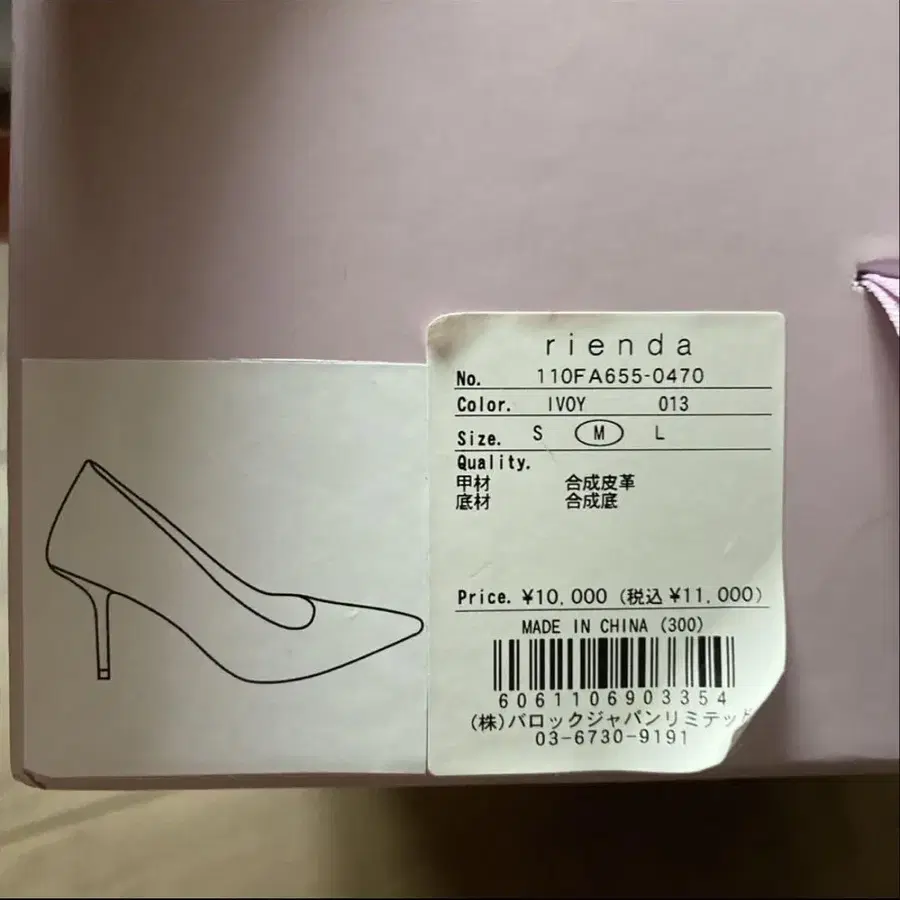 rienda
No. 110FA655-0470
Color. IVOY 013
Size. S M L
Quality.
甲材 合成皮革
底材 合成底
Price. ¥10,000 (税込 ¥11,000)
MADE IN CHINA (300)
6061106903354
(株)バロックジャパンリミテッド
03-6730-9191